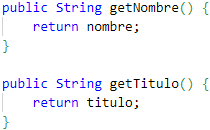 public String getNombre() {
    return nombre;
}

public String getTitulo() {
    return titulo;
}